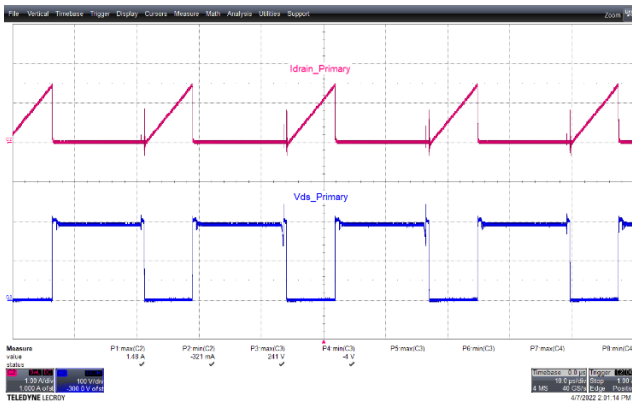 File Vertical Timebase Trigger Display Cursors Measure Math Analysis Utilities Support Zoom
Idrain_Primary
Vds_Primary
Measure P1:max(C2) P2:min(C2) P3:max(C3) P4:min(C3) P5:max(C3) P6:min(C3) P7:max(C4) P8:min(C4)
value 1.48 A -321 mA 241 V -4 V
status
1.00 A/div 100 V/div Timebase 0.0 µs Trigger
1.000 A ofst -300.0 V ofst 10.0 µs/div Stop
4 MS 40 GS/s Edge Positive
TELEDYNE LECROY 4/7/2022 2:01:14 PM